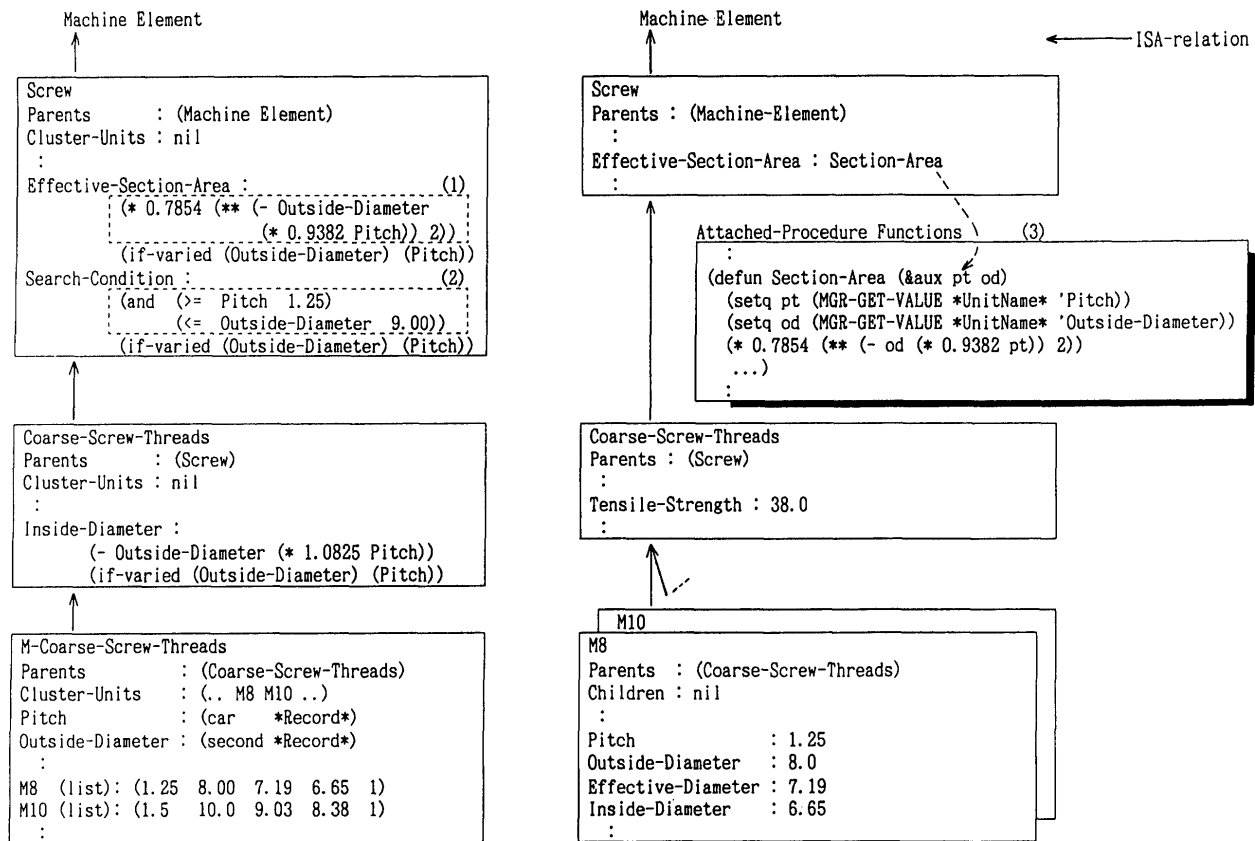 Machine Element
Screw
Parents : (Machine Element)
Cluster-Units : nil
:
Effective-Section-Area : (1)
(* 0.7854 (** (- Outside-Diameter
(* 0.9382 Pitch)) 2))
(if-varied (Outside-Diameter) (Pitch))
Search-Condition : (2)
(and (>= Pitch 1.25)
(<= Outside-Diameter 9.00))
(if-varied (Outside-Diameter) (Pitch))
Coarse-Screw-Threads
Parents : (Screw)
Cluster-Units : nil
:
Inside-Diameter :
(- Outside-Diameter (* 1.0825 Pitch))
(if-varied (Outside-Diameter) (Pitch))
M-Coarse-Screw-Threads
Parents : (Coarse-Screw-Threads)
Cluster-Units : (.. M8 M10 ..)
Pitch : (car *Record*)
Outside-Diameter : (second *Record*)
:
M8 (list): (1.25 8.00 7.19 6.65 1)
M10 (list): (1.5 10.0 9.03 8.38 1)
:
Machine Element
ISA-relation
Screw
Parents : (Machine-Element)
:
Effective-Section-Area : Section-Area
:
Attached-Procedure Functions (3)
:
(defun Section-Area (&aux pt od)
(setq pt (MGR-GET-VALUE *UnitName* 'Pitch))
(setq od (MGR-GET-VALUE *UnitName* 'Outside-Diameter))
(* 0.7854 (** (- od (* 0.9382 pt)) 2))
...)
:
Coarse-Screw-Threads
Parents : (Screw)
:
Tensile-Strength : 38.0
:
M10
M8
Parents : (Coarse-Screw-Threads)
Children : nil
:
Pitch : 1.25
Outside-Diameter : 8.0
Effective-Diameter : 7.19
Inside-Diameter : 6.65
: